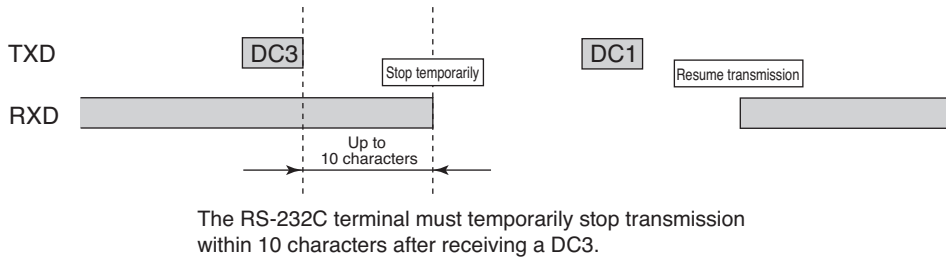 TXD
DC3
DC1
Stop temporarily
Resume transmission
RXD
Up to
10 characters
The RS-232C terminal must temporarily stop transmission
within 10 characters after receiving a DC3.